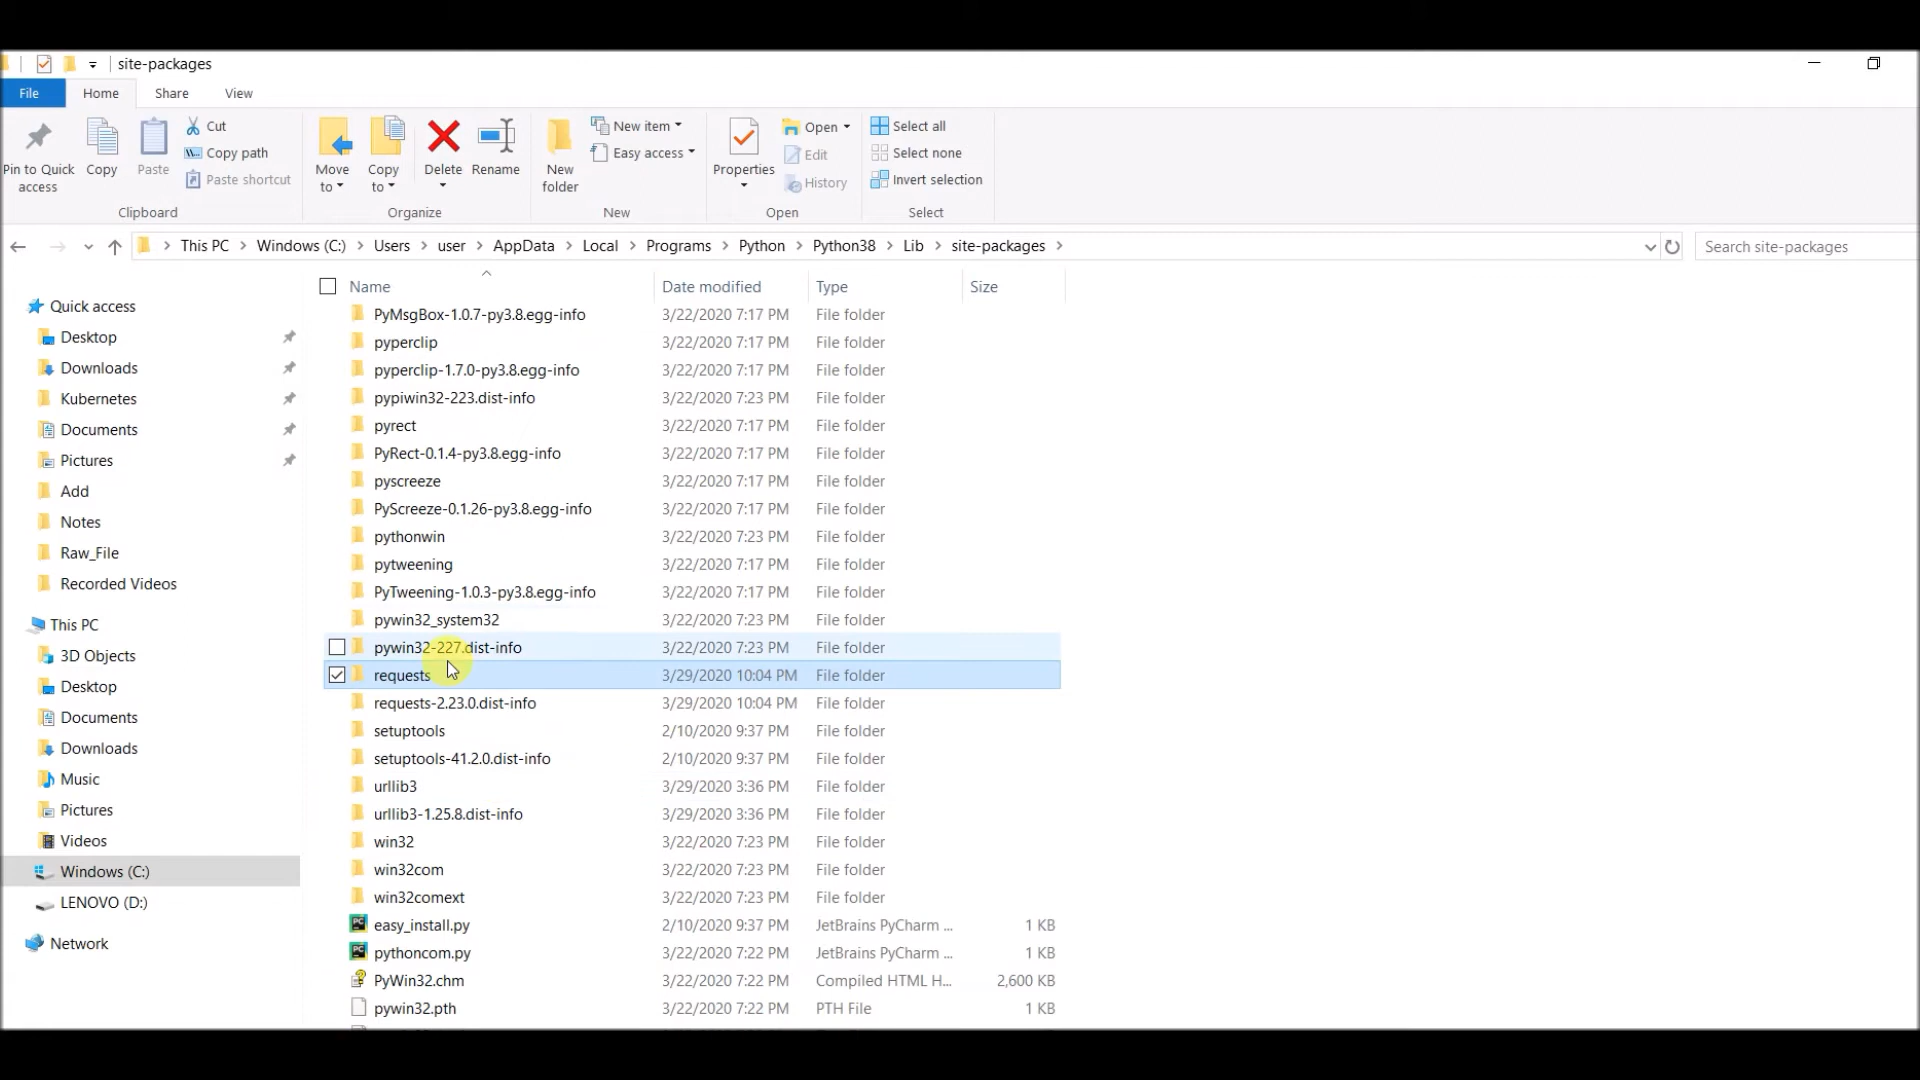 site-packages
File Home Share View
Pin to Quick access
Copy
Paste
Cut
Copy path
Paste shortcut
Clipboard
Move to
Copy to
Delete
Rename
Organize
New folder
New item
Easy access
New
Properties
Open
Edit
History
Open
Select all
Select none
Invert selection
Select
This PC > Windows (C:) > Users > user > AppData > Local > Programs > Python > Python38 > Lib > site-packages >
Search site-packages
Quick access
Desktop
Downloads
Kubernetes
Documents
Pictures
Add
Notes
Raw_File
Recorded Videos
This PC
3D Objects
Desktop
Documents
Downloads
Music
Pictures
Videos
Windows (C:)
LENOVO (D:)
Network
Name Date modified Type Size
PyMsgBox-1.0.7-py3.8.egg-info 3/22/2020 7:17 PM File folder
pyperclip 3/22/2020 7:17 PM File folder
pyperclip-1.7.0-py3.8.egg-info 3/22/2020 7:17 PM File folder
pypiwin32-223.dist-info 3/22/2020 7:23 PM File folder
pyrect 3/22/2020 7:17 PM File folder
PyRect-0.1.4-py3.8.egg-info 3/22/2020 7:17 PM File folder
pyscreeze 3/22/2020 7:17 PM File folder
PyScreeze-0.1.26-py3.8.egg-info 3/22/2020 7:17 PM File folder
pythonwin 3/22/2020 7:23 PM File folder
pytweening 3/22/2020 7:17 PM File folder
PyTweening-1.0.3-py3.8.egg-info 3/22/2020 7:17 PM File folder
pywin32_system32 3/22/2020 7:23 PM File folder
pywin32-227.dist-info 3/22/2020 7:23 PM File folder
requests 3/29/2020 10:04 PM File folder
requests-2.23.0.dist-info 3/29/2020 10:04 PM File folder
setuptools 2/10/2020 9:37 PM File folder
setuptools-41.2.0.dist-info 2/10/2020 9:37 PM File folder
urllib3 3/29/2020 3:36 PM File folder
urllib3-1.25.8.dist-info 3/29/2020 3:36 PM File folder
win32 3/22/2020 7:23 PM File folder
win32com 3/22/2020 7:23 PM File folder
win32comext 3/22/2020 7:23 PM File folder
easy_install.py 2/10/2020 9:37 PM JetBrains PyCharm ... 1 KB
pythoncom.py 3/22/2020 7:22 PM JetBrains PyCharm ... 1 KB
PyWin32.chm 3/22/2020 7:22 PM Compiled HTML H... 2,600 KB
pywin32.pth 3/22/2020 7:22 PM PTH File 1 KB